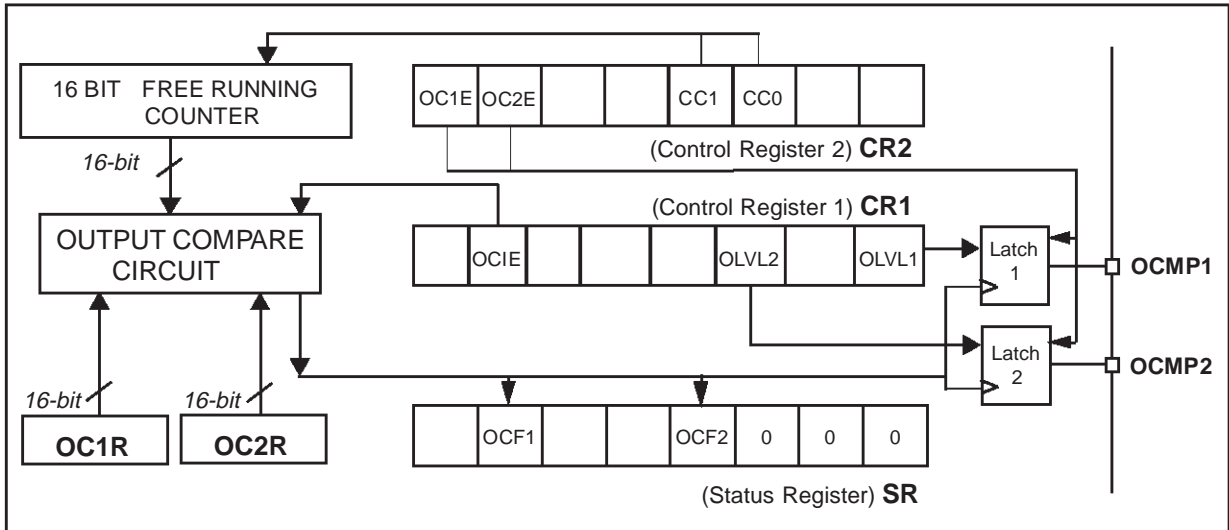 16 BIT FREE RUNNING
COUNTER
OC1E OC2E CC1 CC0
(Control Register 2) CR2
16-bit
(Control Register 1) CR1
OUTPUT COMPARE
CIRCUIT
OCIE OLVL2 OLVL1
Latch
1
OCMP1
Latch
2
OCMP2
16-bit
16-bit
OC1R
OC2R
OCF1 OCF2 0 0 0
(Status Register) SR